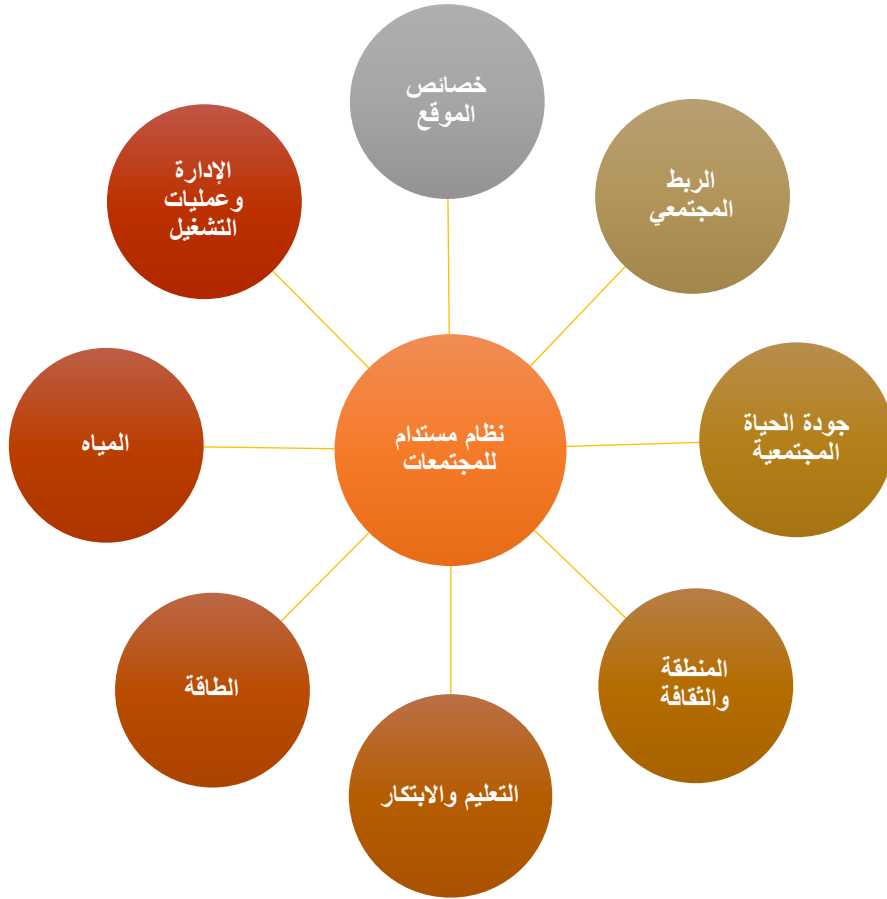 خصائص
الموقع
الربط
المجتمعي
جودة الحياة
المجتمعية
المنطقة
والثقافة
التعليم والابتكار
الطاقة
المياه
الإدارة
وعمليات
التشغيل
نظام مستدام
للمجتمعات